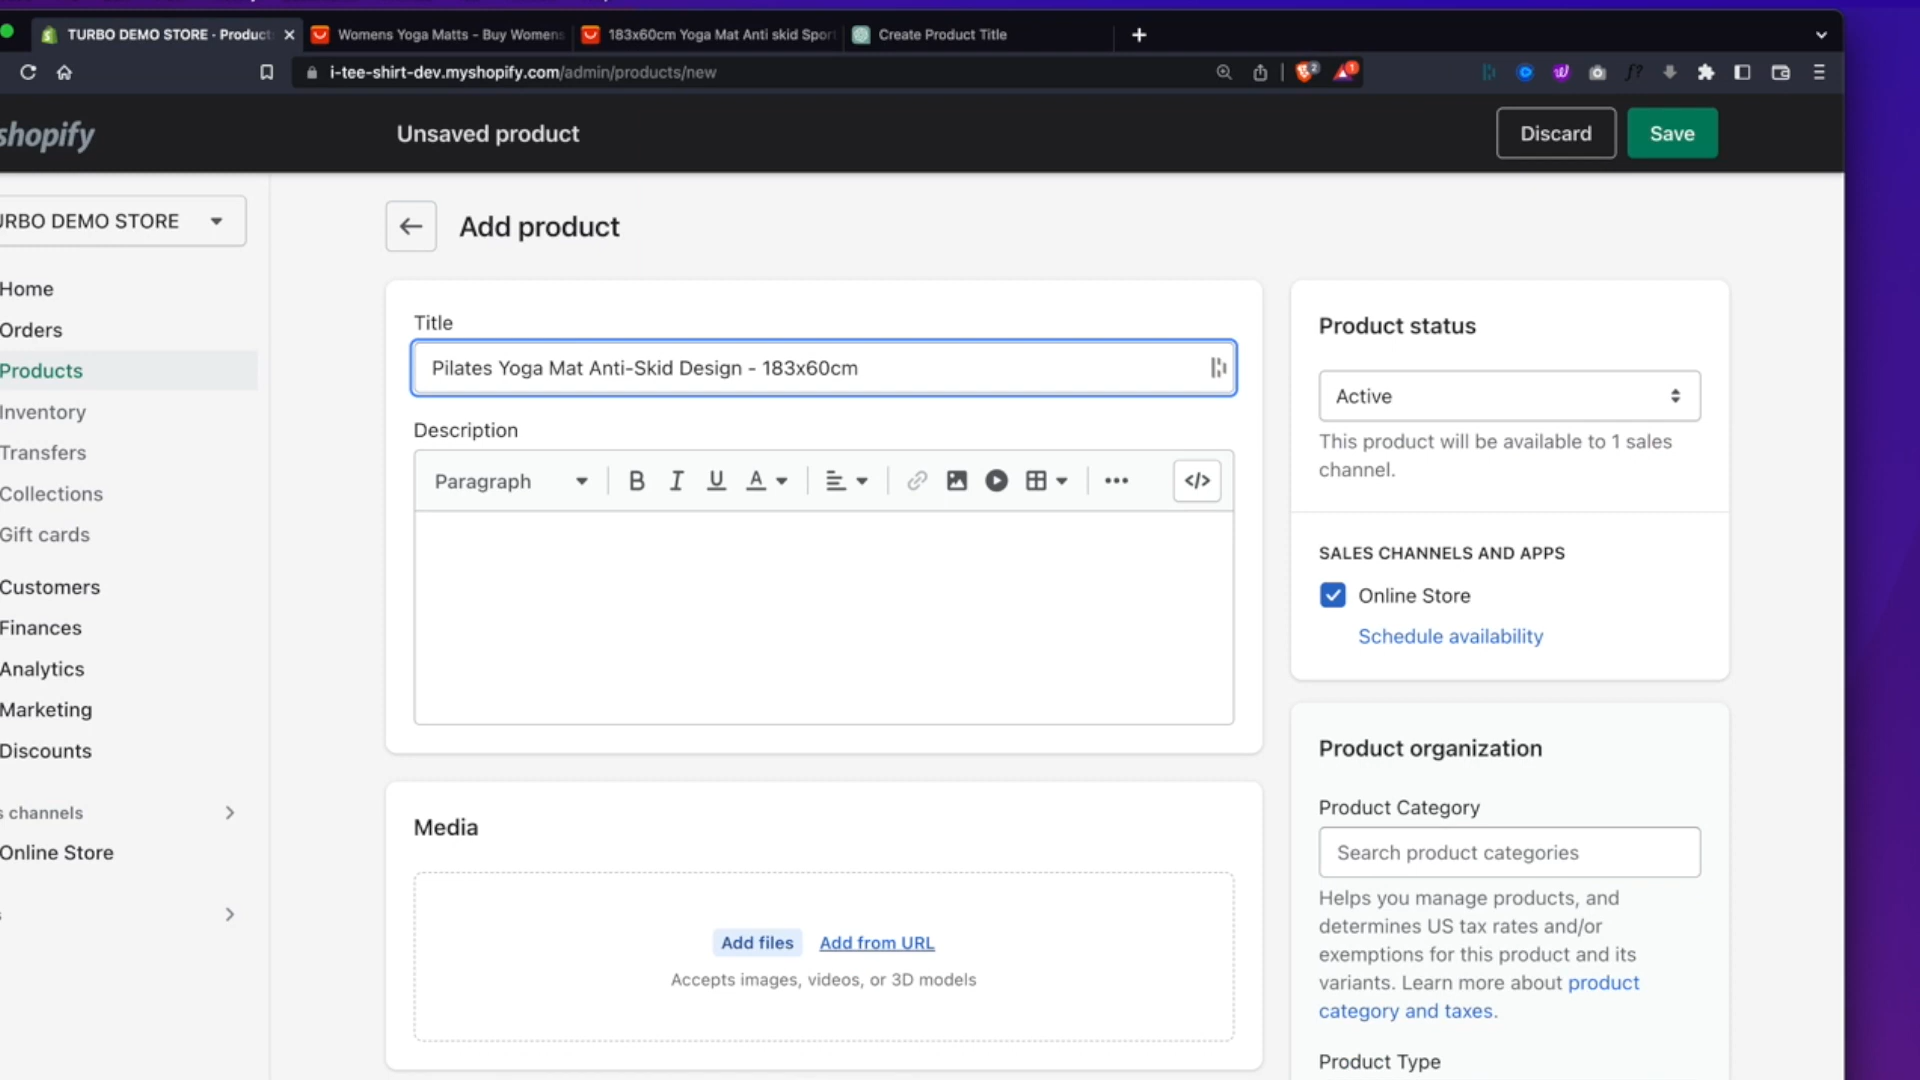 TURBO DEMO STORE · Product
Womens Yoga Matts - Buy Womens
183x60cm Yoga Mat Anti skid Spor
Create Product Title
i-tee-shirt-dev.myshopify.com/admin/products/new
2
1
shopify
Unsaved product
Discard
Save
URBO DEMO STORE
Add product
Home
Orders
Products
Inventory
Transfers
Collections
Gift cards
Customers
Finances
Analytics
Marketing
Discounts
s channels
Online Store
s
Title
Pilates Yoga Mat Anti-Skid Design - 183x60cm
Description
Paragraph
B I U A
</>
Media
Add files Add from URL
Accepts images, videos, or 3D models
Product status
Active
This product will be available to 1 sales
channel.
SALES CHANNELS AND APPS
Online Store
Schedule availability
Product organization
Product Category
Search product categories
Helps you manage products, and
determines US tax rates and/or
exemptions for this product and its
variants. Learn more about product
category and taxes.
Product Type